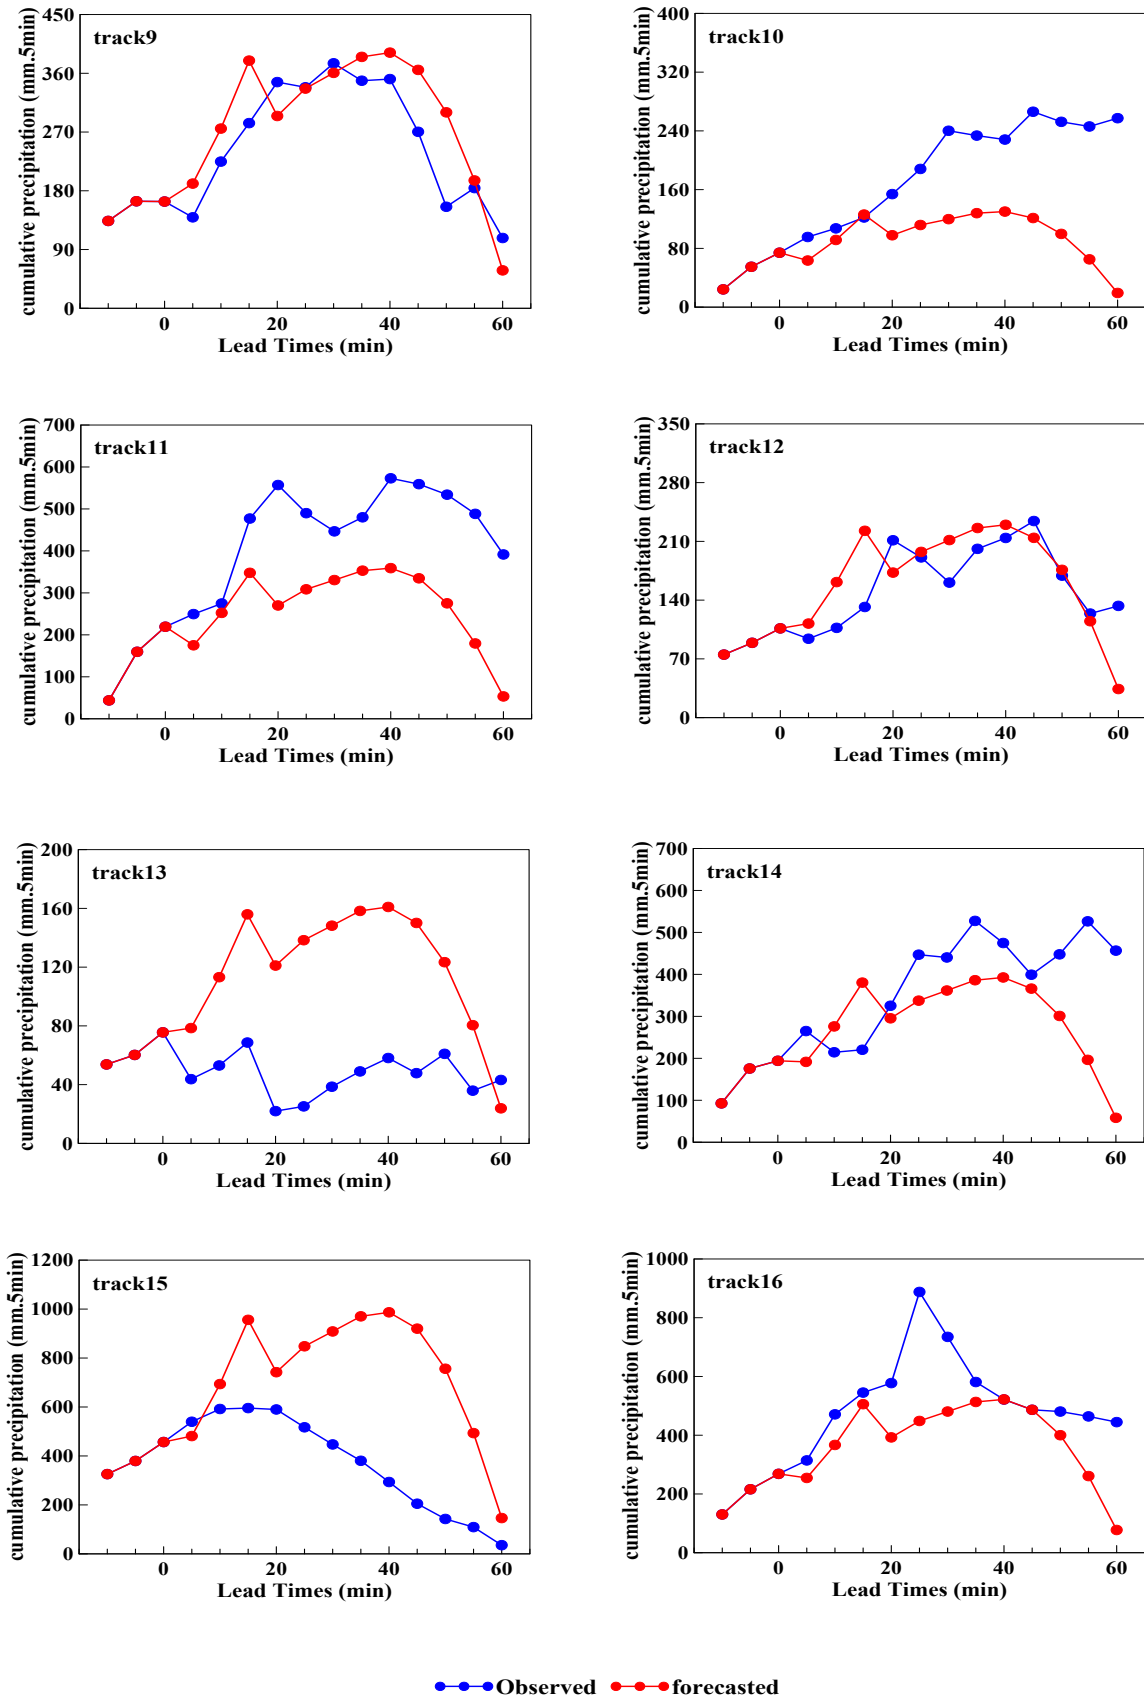 track9
cumulative precipitation (mm.5min)
450
360
270
180
90
0
0 20 40 60
Lead Times (min)
track10
cumulative precipitation (mm.5min)
400
320
240
160
80
0
0 20 40 60
Lead Times (min)
track11
cumulative precipitation (mm.5min)
700
600
500
400
300
200
100
0
0 20 40 60
Lead Times (min)
track12
cumulative precipitation (mm.5min)
350
280
210
140
70
0
0 20 40 60
Lead Times (min)
track13
cumulative precipitation (mm.5min)
200
160
120
80
40
0
0 20 40 60
Lead Times (min)
track14
cumulative precipitation (mm.5min)
700
600
500
400
300
200
100
0
0 20 40 60
Lead Times (min)
track15
cumulative precipitation (mm.5min)
1200
1000
800
600
400
200
0
0 20 40 60
Lead Times (min)
track16
cumulative precipitation (mm.5min)
1000
800
600
400
200
0
0 20 40 60
Lead Times (min)
Observed forecasted